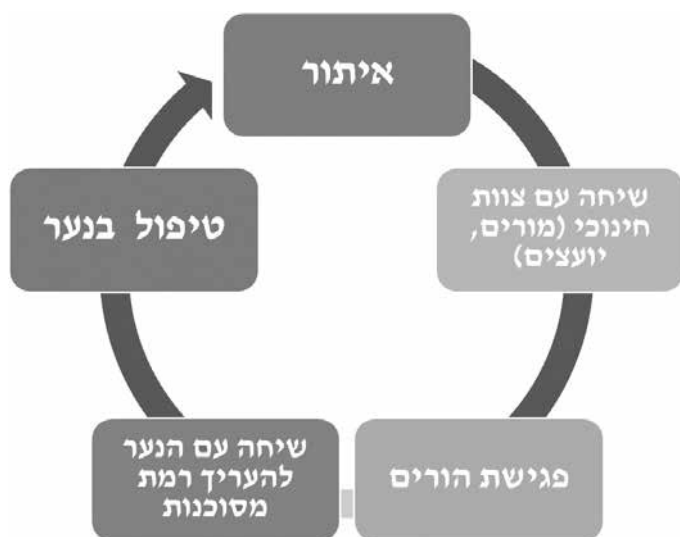 איתור
שיחה עם צוות
חינוכי (מורים,
יועצים)
פגישת הורים
שיחה עם הנער
להעריך רמת
מסוכנות
טיפול בנער